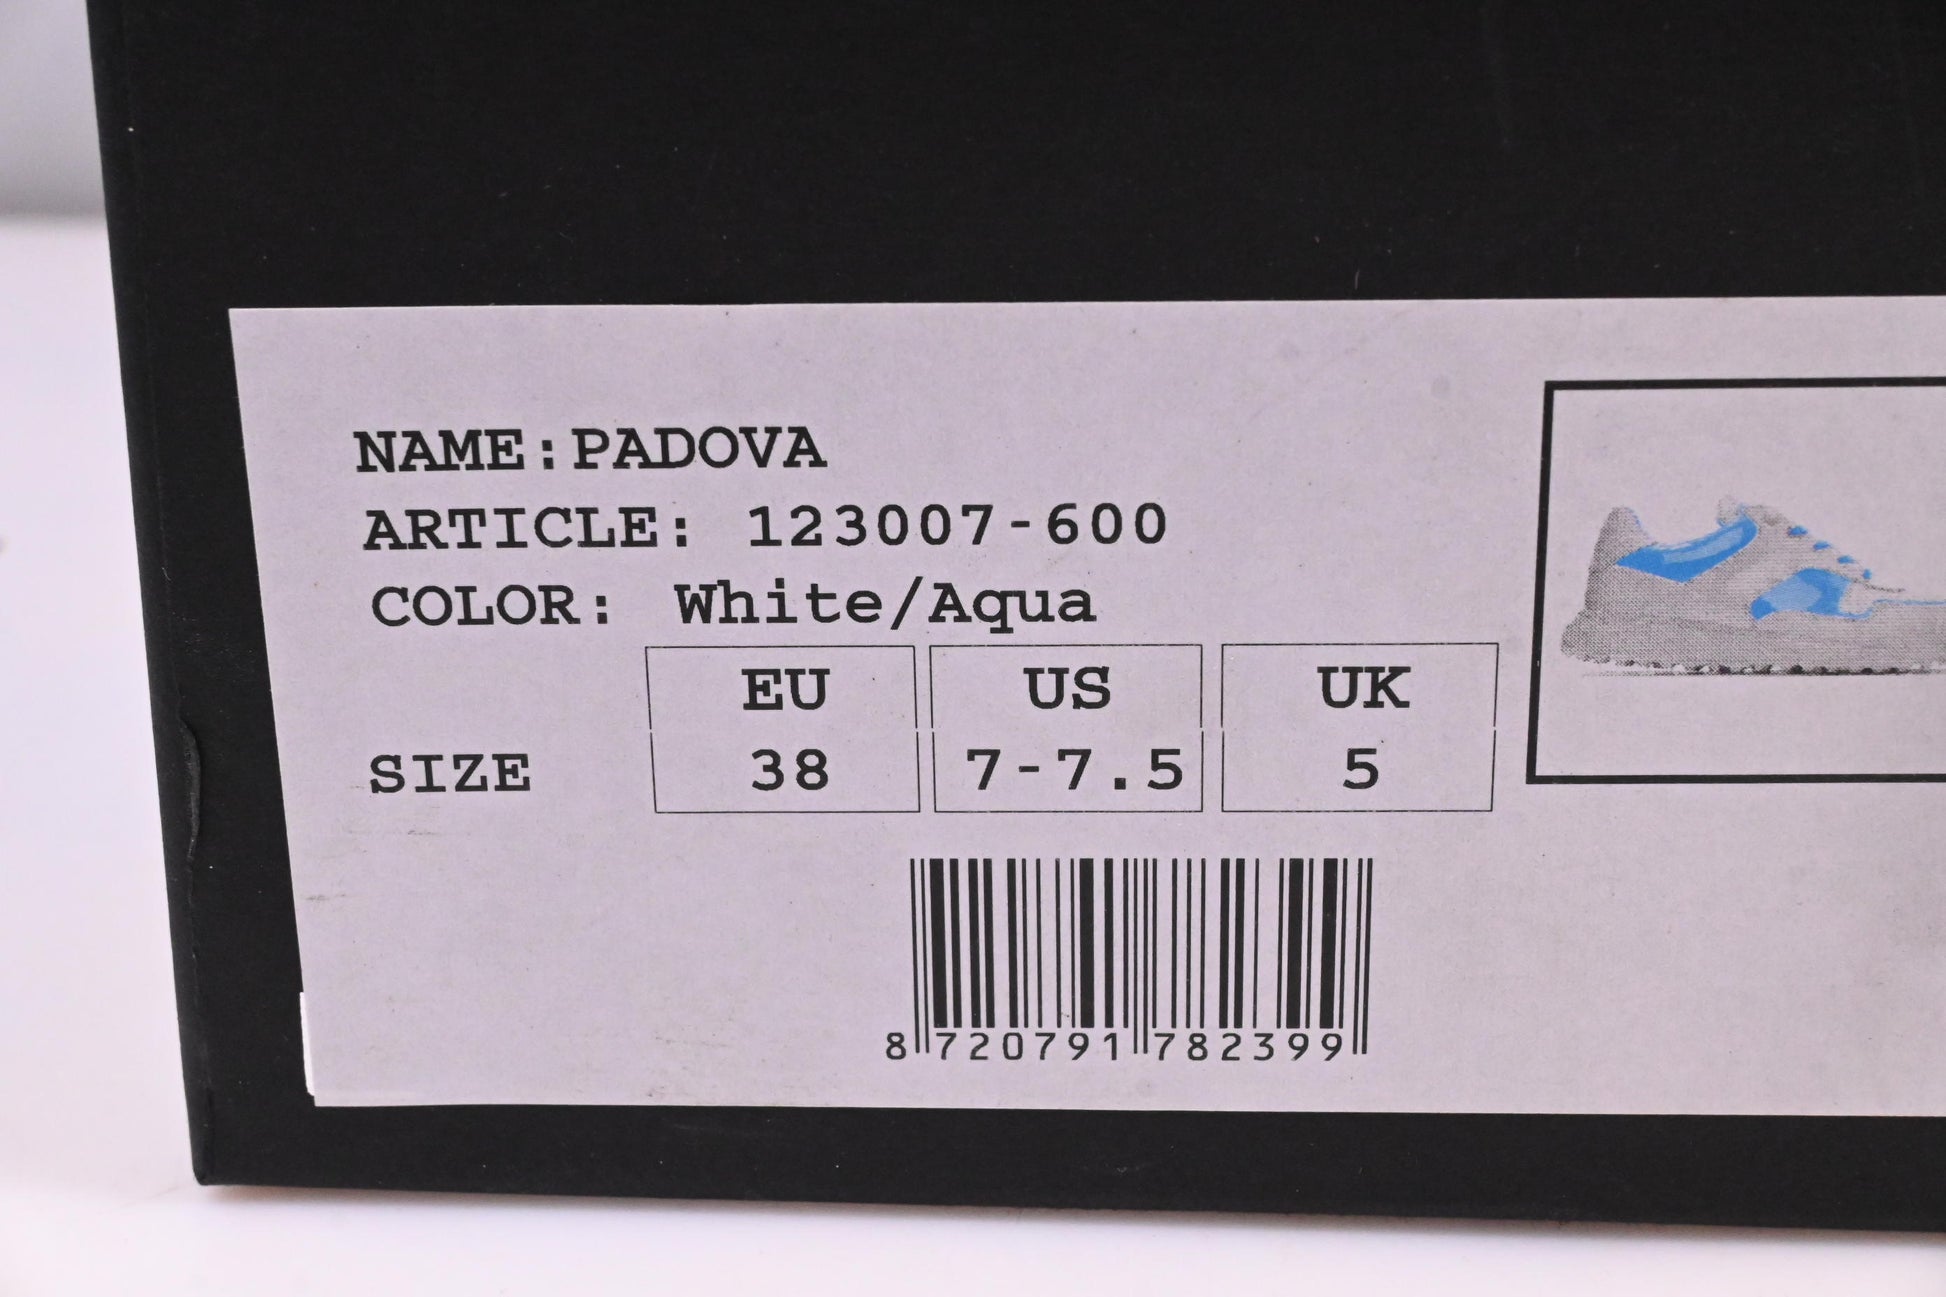 NAME:PADOVA
ARTICLE: 123007-600
COLOR: White/Aqua
EU US UK
SIZE 38 7-7.5 5
8 720791 782399